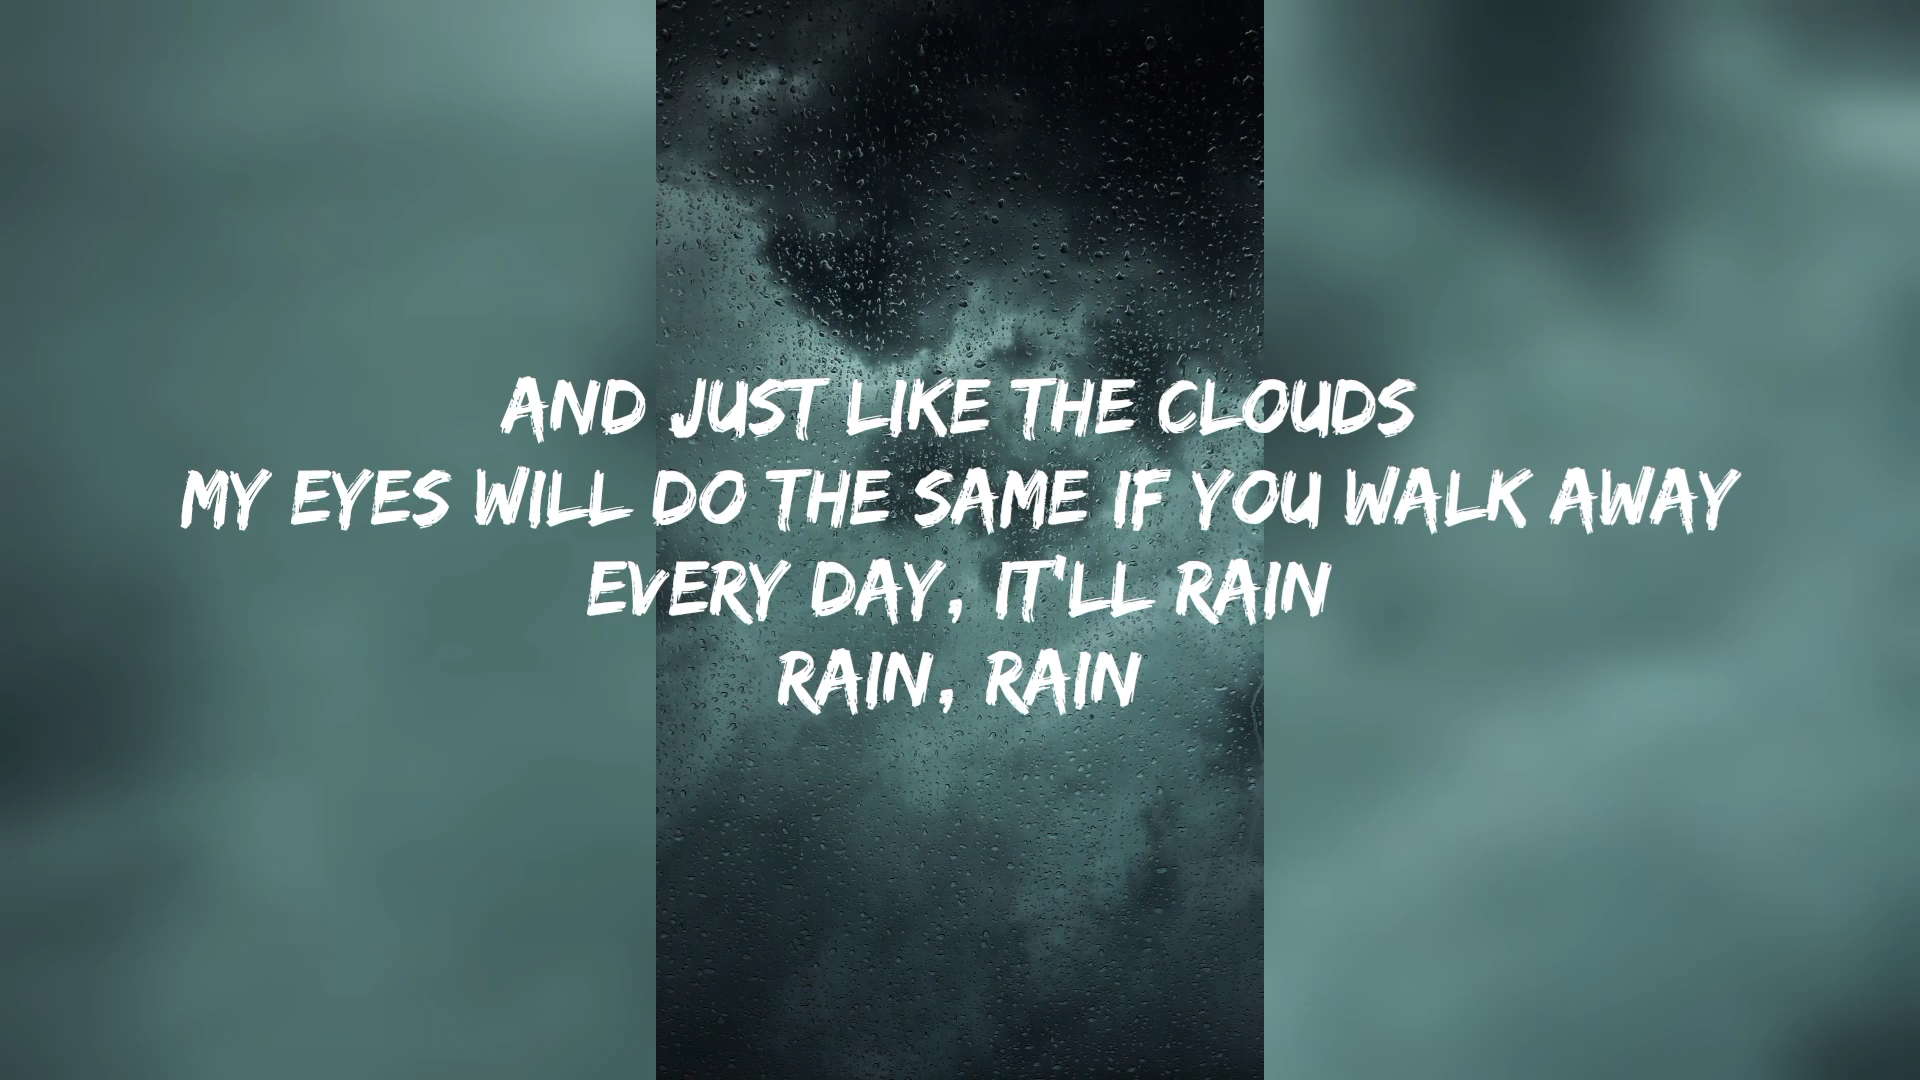 AND JUST LIKE THE CLOUDS
MY EYES WILL DO THE SAME IF YOU WALK AWAY
EVERY DAY, IT'LL RAIN
RAIN, RAIN